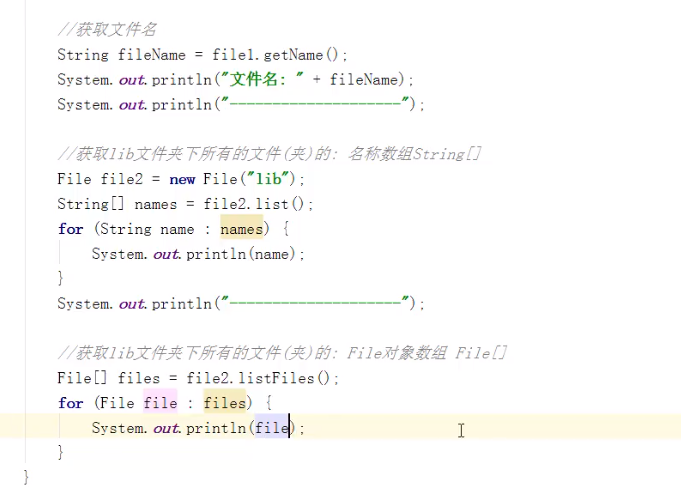 //获取文件名
String fileName = file1.getName();
System.out.println("文件名: " + fileName);
System.out.println("--------------------");
//获取lib文件夹下所有的文件(夹)的: 名称数组String[]
File file2 = new File("lib");
String[] names = file2.list();
for (String name : names) {
System.out.println(name);
}
System.out.println("--------------------");
//获取lib文件夹下所有的文件(夹)的: File对象数组 File[]
File[] files = file2.listFiles();
for (File file : files) {
System.out.println(file);
}
}